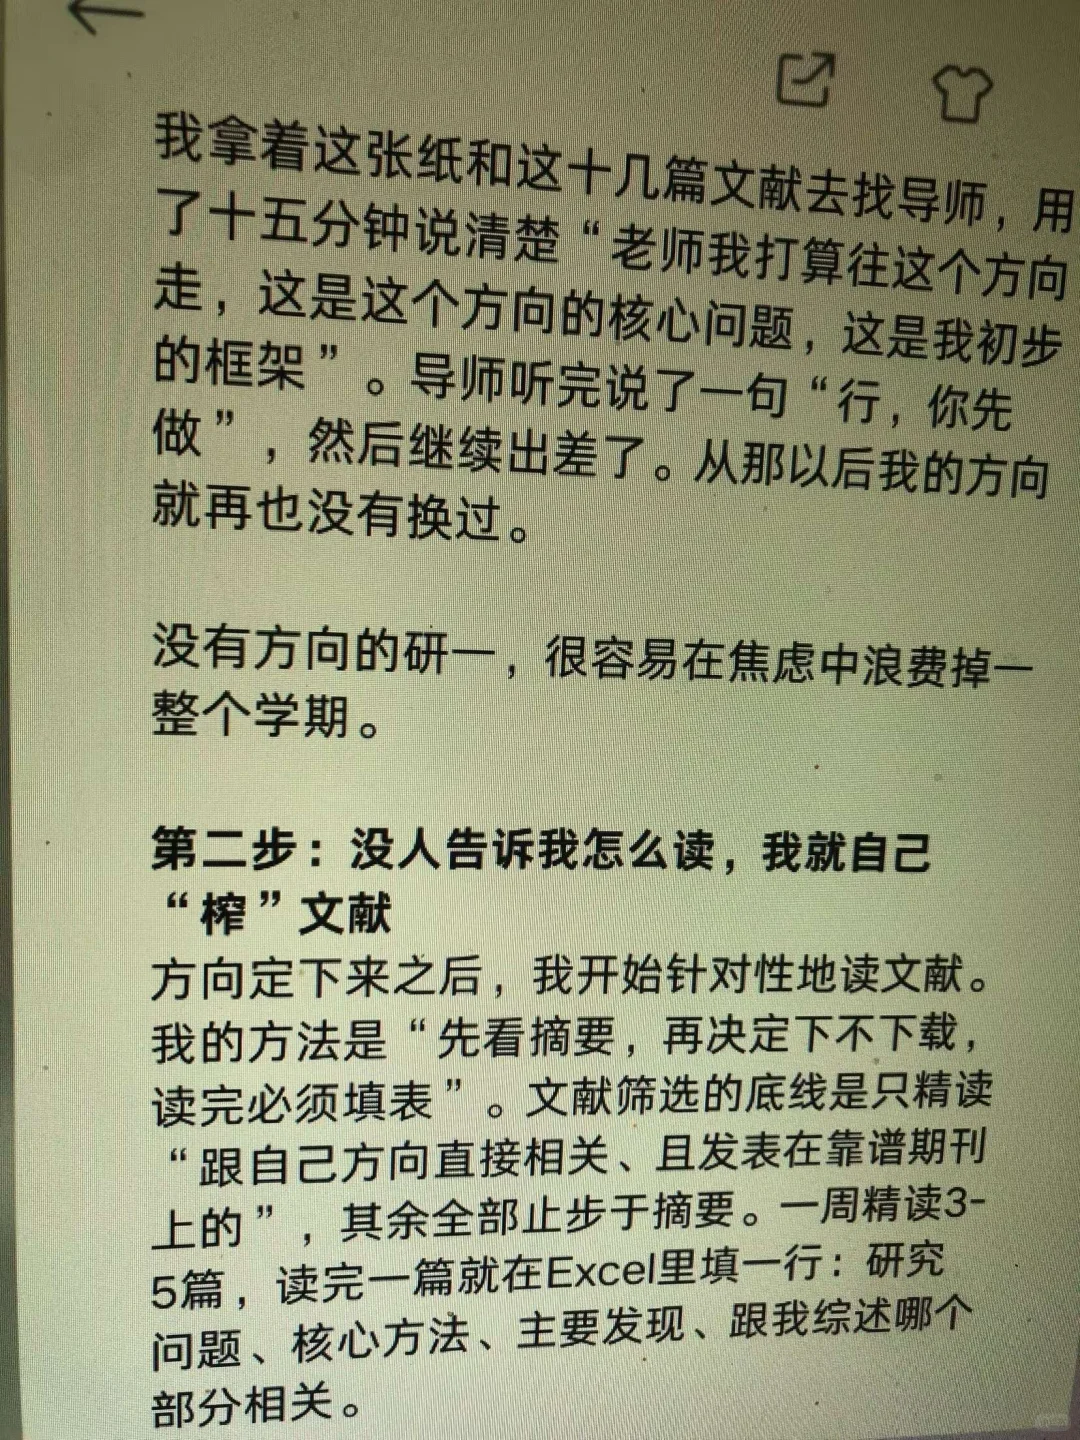 我拿着这张纸和这十几篇文献去找导师，用
了十五分钟说清楚“老师我打算往这个方向
走，这是这个方向的核心问题，这是我初步
的框架”。导师听完说了一句“行，你先
做”，然后继续出差了。从那以后我的方向
就再也没有换过。
没有方向的研一，很容易在焦虑中浪费掉一
整个学期。
第二步：没人告诉我怎么读，我就自己
“榨”文献
方向定下来之后，我开始针对性地读文献。
我的方法是“先看摘要，再决定下不下载，
读完必须填表”。文献筛选的底线是只精读
“跟自己方向直接相关、且发表在靠谱期刊
上的”，其余全部止步于摘要。一周精读3-
5篇，读完一篇就在Excel里填一行：研究
问题、核心方法、主要发现、跟我综述哪个
部分相关。